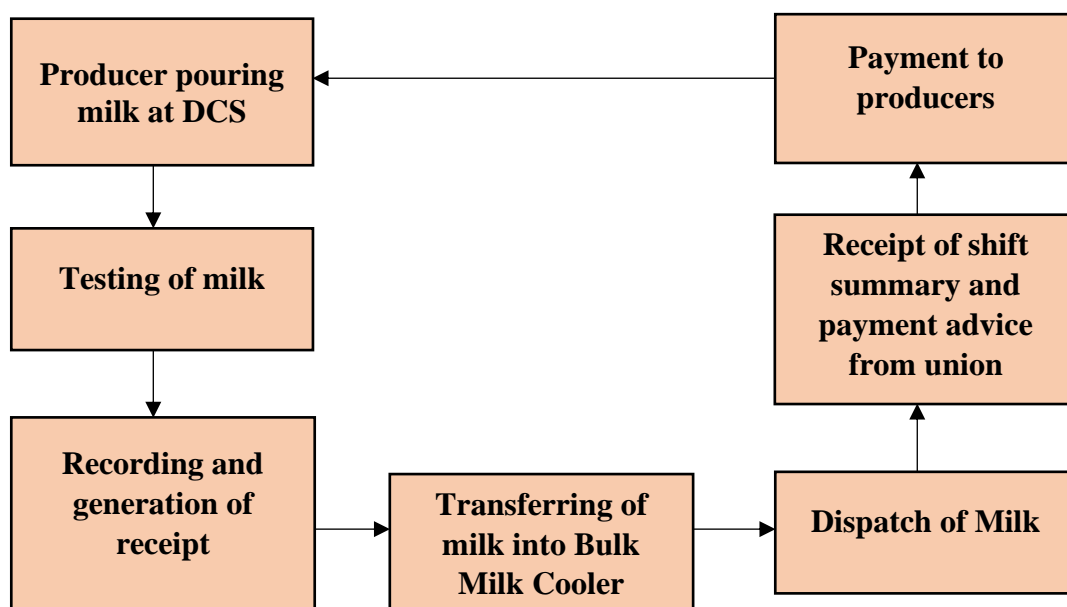 Producer pouring
milk at DCS
Testing of milk
Recording and
generation of
receipt
Transferring of
milk into Bulk
Milk Cooler
Dispatch of Milk
Receipt of shift
summary and
payment advice
from union
Payment to
producers